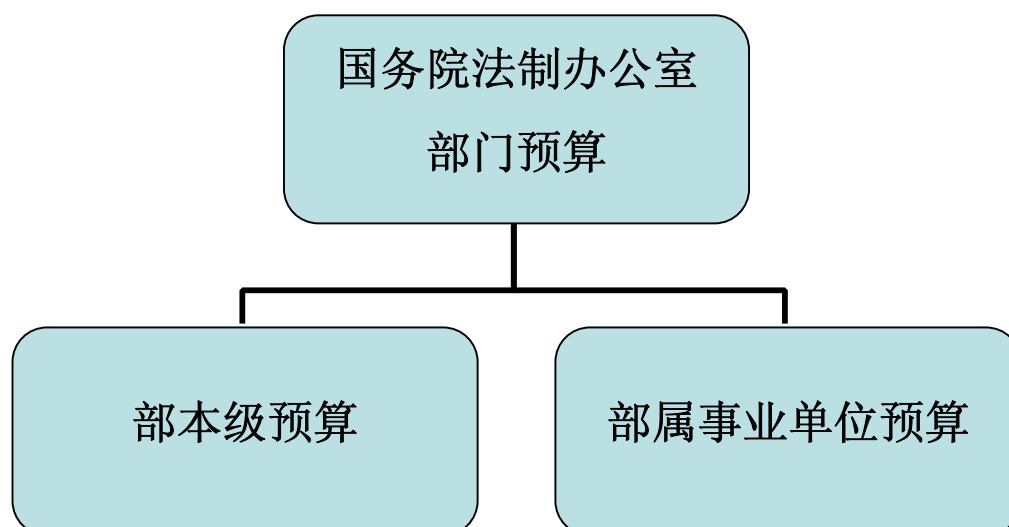 国务院法制办公室
部门预算
部本级预算
部属事业单位预算